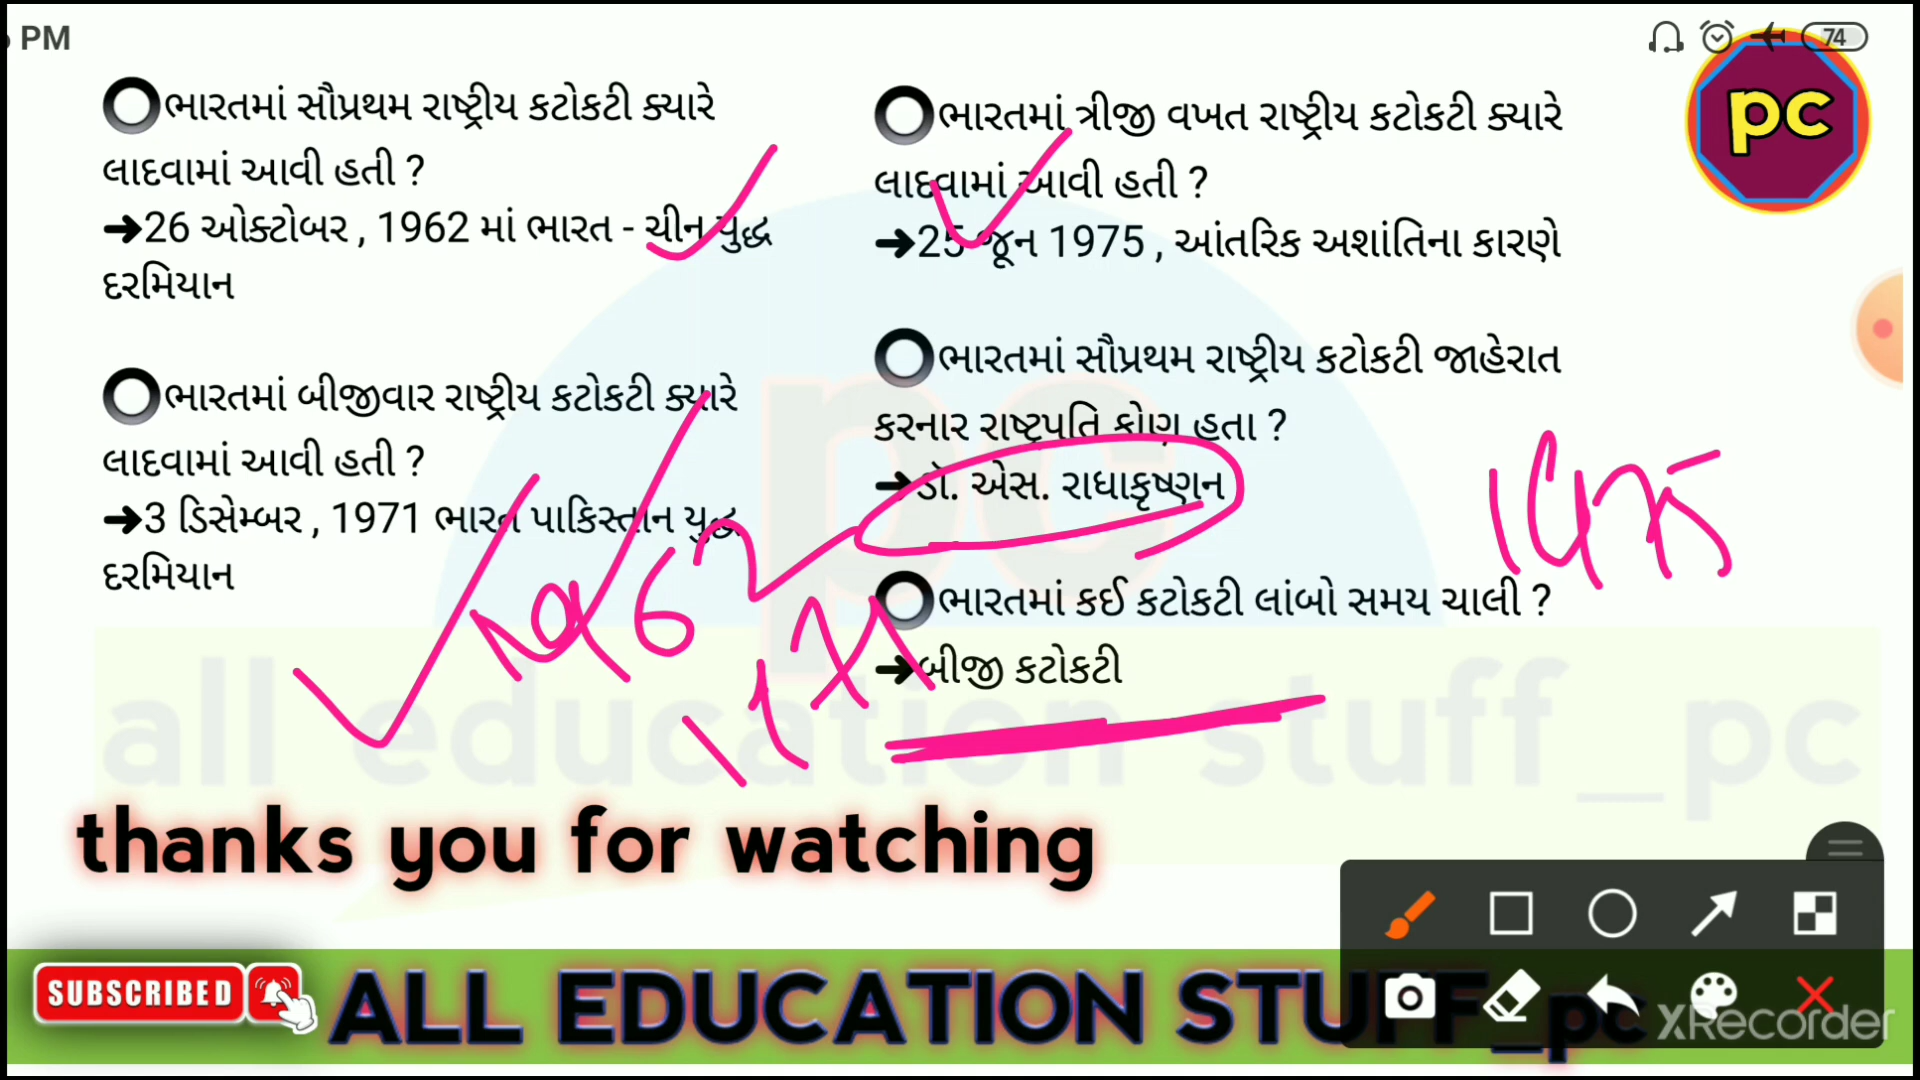 PM
74
pc
ભારતમાં સૌપ્રથમ રાષ્ટ્રીય કટોકટી ક્યારે
લાદવામાં આવી હતી ?
➔26 ઓક્ટોબર , 1962 માં ભારત - ચીન યુદ્ધ
દરમિયાન
ભારતમાં બીજીવાર રાષ્ટ્રીય કટોકટી ક્યારે
લાદવામાં આવી હતી ?
➔3 ડિસેમ્બર , 1971 ભારત પાકિસ્તાન યુદ્ધ
દરમિયાન
ભારતમાં ત્રીજી વખત રાષ્ટ્રીય કટોકટી ક્યારે
લાદવામાં આવી હતી ?
➔25 જૂન 1975 , આંતરિક અશાંતિના કારણે
ભારતમાં સૌપ્રથમ રાષ્ટ્રીય કટોકટી જાહેરાત
કરનાર રાષ્ટ્રપતિ કોણ હતા ?
➔ડૉ. એસ. રાધાકૃષ્ણન
ભારતમાં કઈ કટોકટી લાંબો સમય ચાલી ?
➔બીજી કટોકટી
pc
all education stuff_pc
thanks you for watching
SUBSCRIBED
ALL EDUCATION STUFF_pc
XRecorder